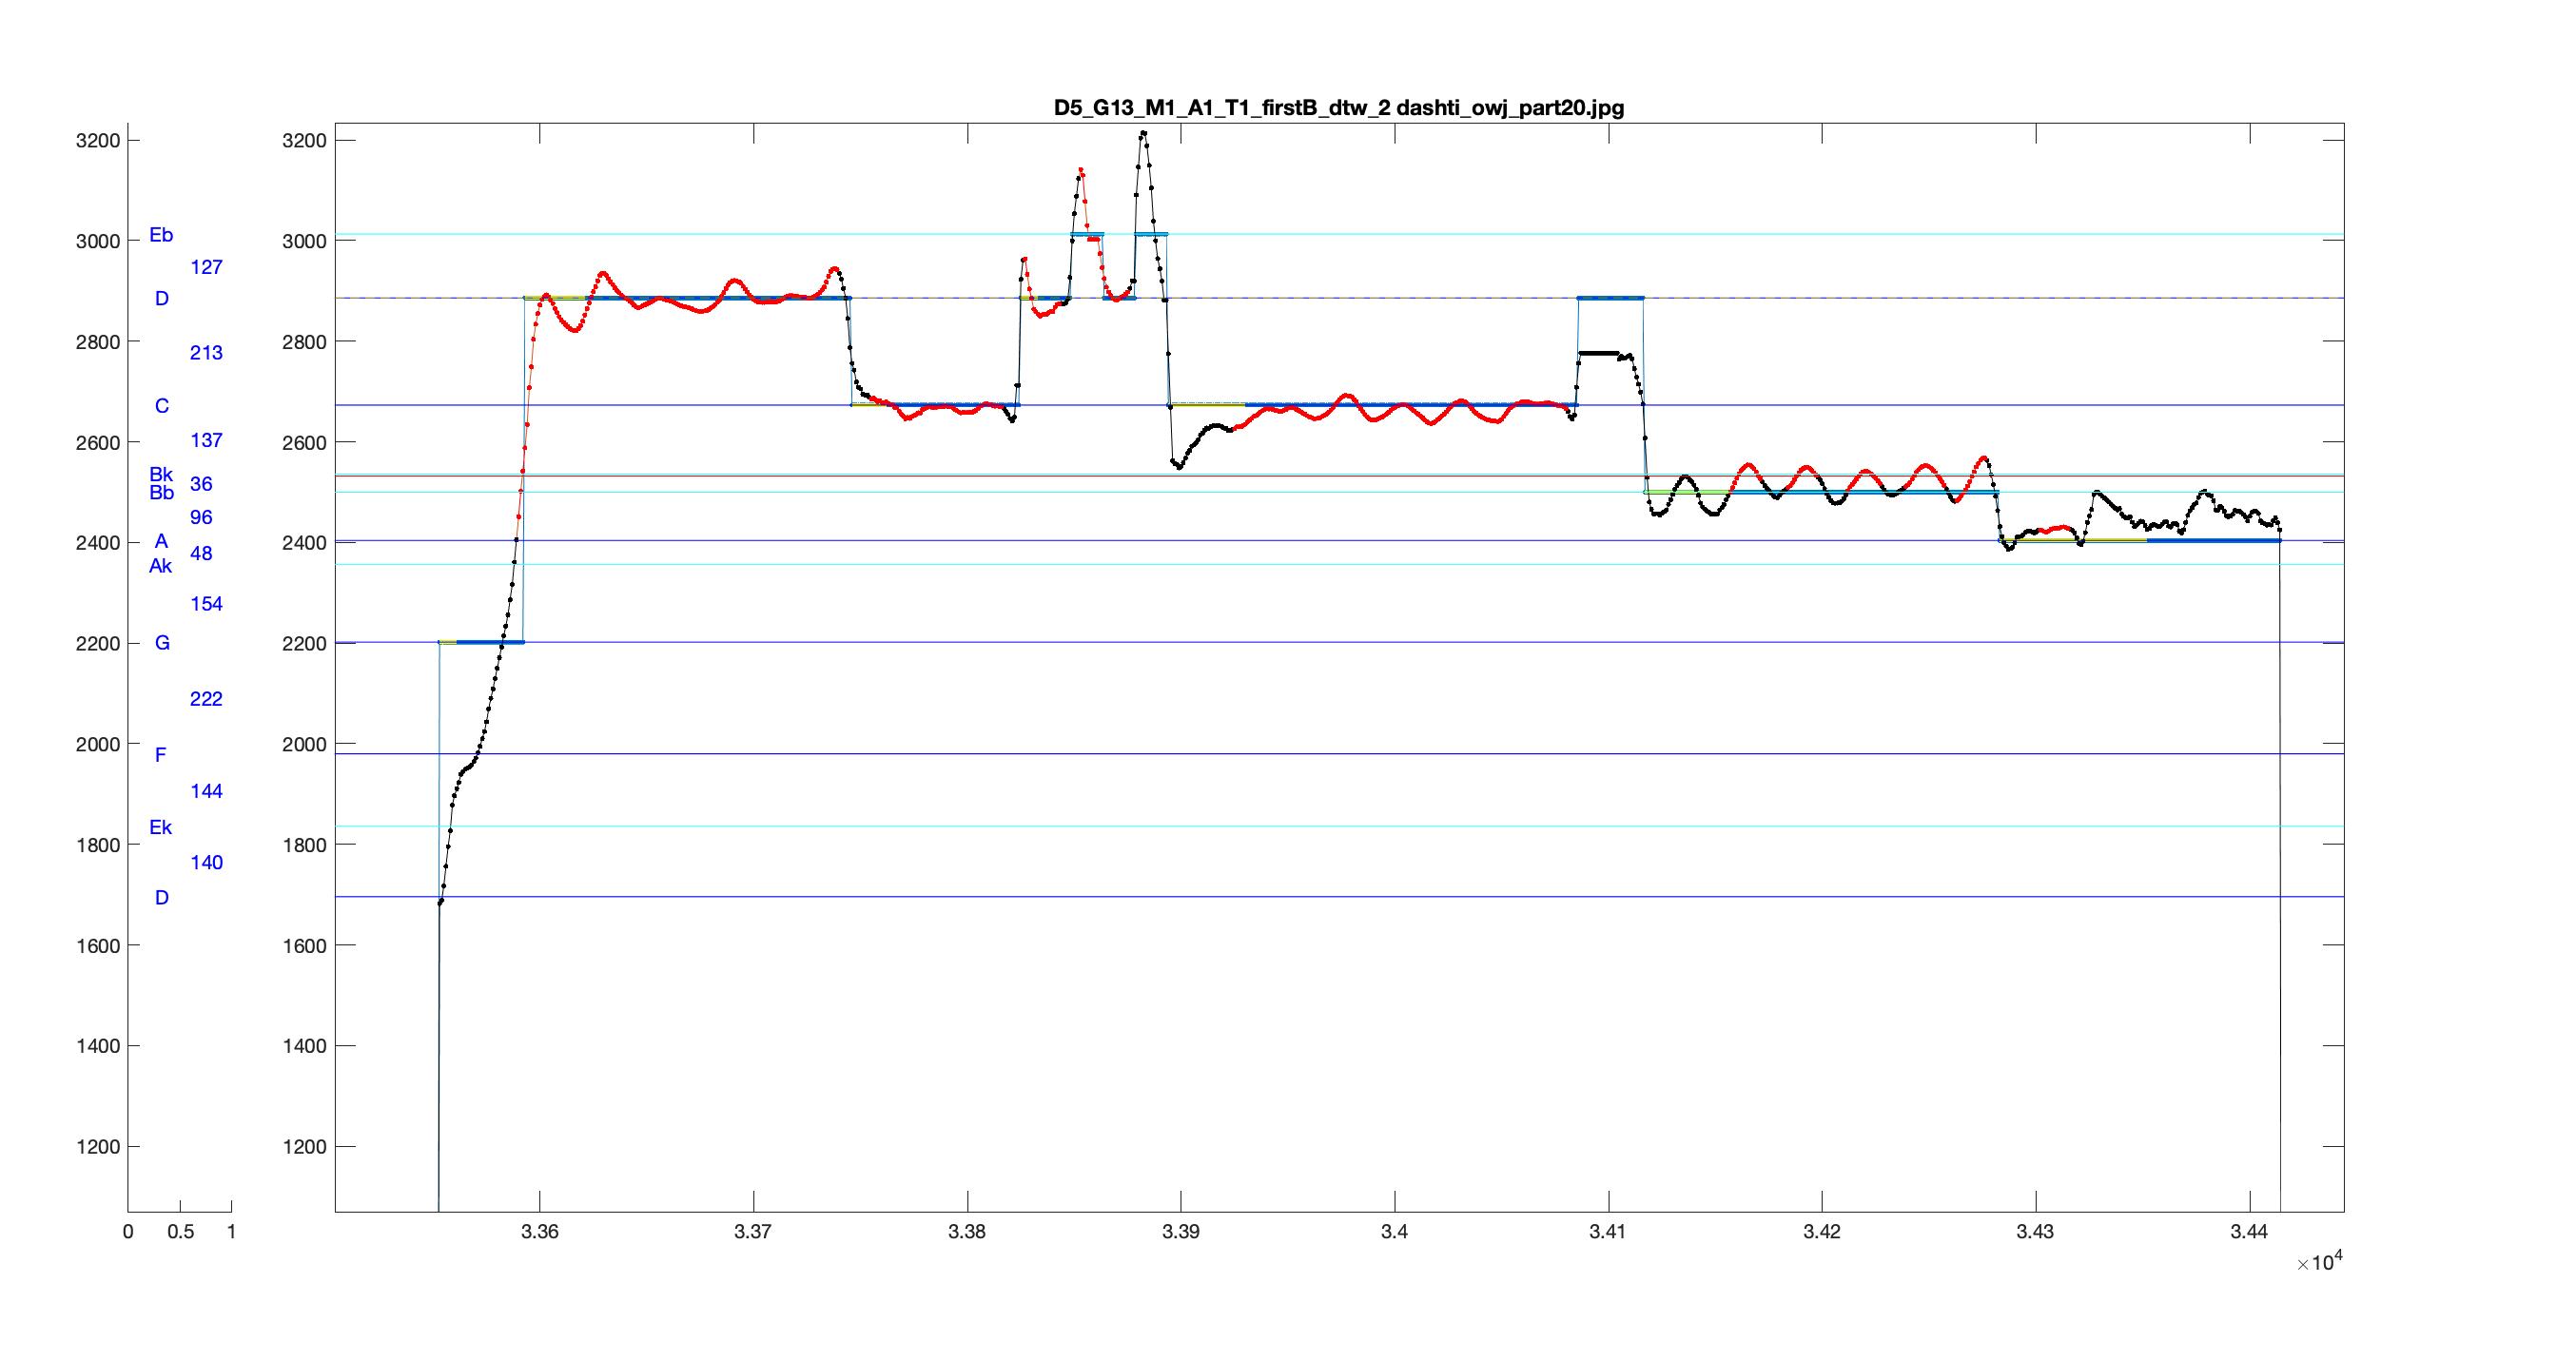 D5_G13_M1_A1_T1_firstB_dtw_2 dashti_owj_part20.jpg
3200 3200
Eb
3000 3000
127
D
2800 213 2800
C
2600 137 2600
Bk
36
Bb
96
2400 A 2400
48
Ak
154
2200 G 2200
222
2000 F 2000
144
Ek
1800 140 1800
D
1600 1600
1400 1400
1200 1200
0 0.5 1 3.36 3.37 3.38 3.39 3.4 3.41 3.42 3.43 3.44
×10⁴